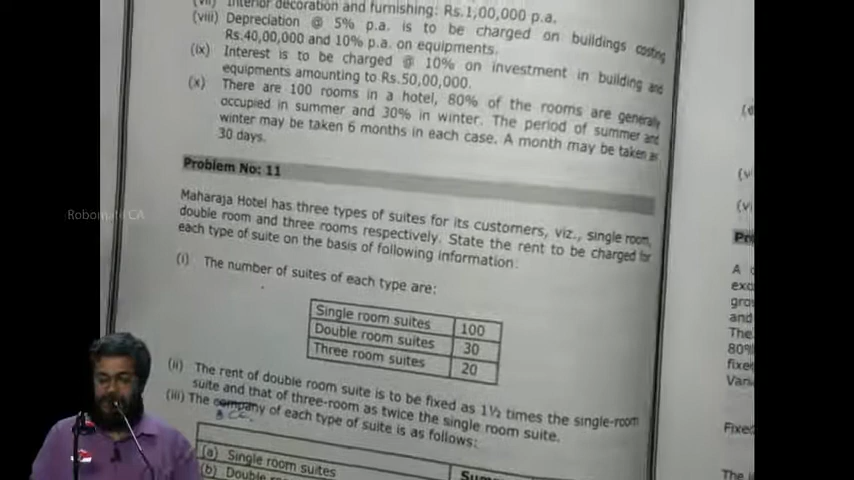 (vii) Interior decoration and furnishing: Rs.1,00,000 p.a.
(viii) Depreciation @ 5% p.a. is to be charged on buildings costing
Rs.40,00,000 and 10% p.a. on equipments.
(ix) Interest is to be charged @ 10% on investment in building and
equipments amounting to Rs.50,00,000.
(x) There are 100 rooms in a hotel, 80% of the rooms are generally
occupied in summer and 30% in winter. The period of summer and
winter may be taken 6 months in each case. A month may be taken as
30 days.
Problem No: 11
Maharaja Hotel has three types of suites for its customers, viz., single room,
double room and three rooms respectively. State the rent to be charged for
each type of suite on the basis of following information:
(i) The number of suites of each type are:
Single room suites 100
Double room suites 30
Three room suites 20
(ii) The rent of double room suite is to be fixed as 1½ times the single-room
suite and that of three-room as twice the single room suite.
(iii) The company of each type of suite is as follows:
(a) Single room suites
(b) Double
Robomate CA
A
and
The
80%
fixed
Fixed